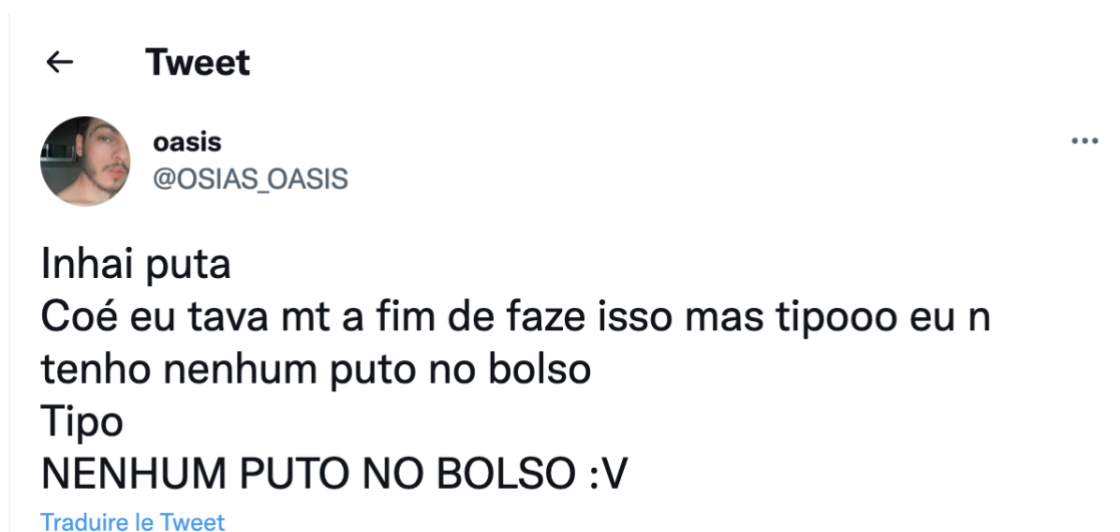 ← Tweet
oasis
@OSIAS_OASIS
Inhai puta
Coé eu tava mt a fim de faze isso mas tipooo eu n
tenho nenhum puto no bolso
Tipo
NENHUM PUTO NO BOLSO :V
Traduire le Tweet